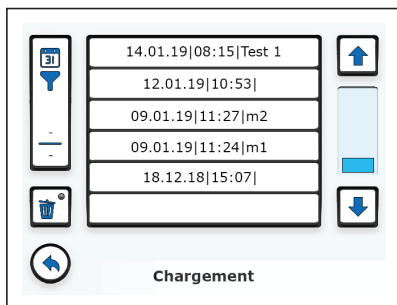 31
14.01.19|08:15|Test 1
12.01.19|10:53|
09.01.19|11:27|m2
-
09.01.19|11:24|m1
-
18.12.18|15:07|
Chargement